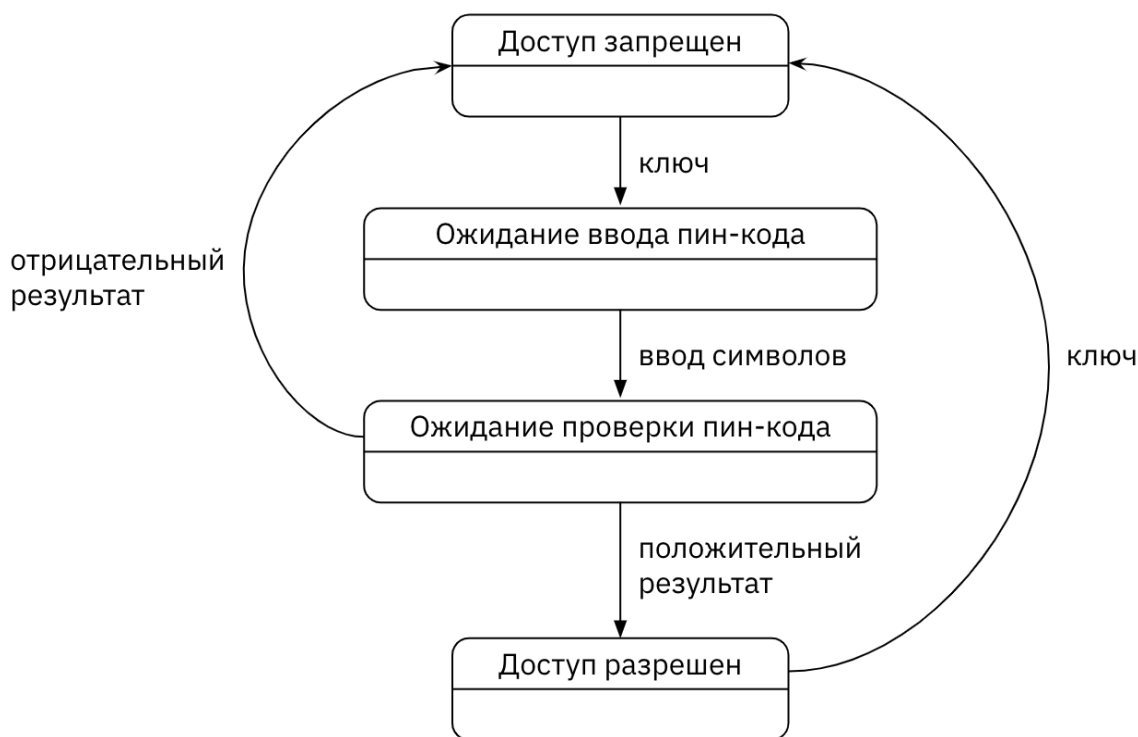 Доступ запрещен
ключ
Ожидание ввода пин-кода
отрицательный
результат
ввод символов
ключ
Ожидание проверки пин-кода
положительный
результат
Доступ разрешен